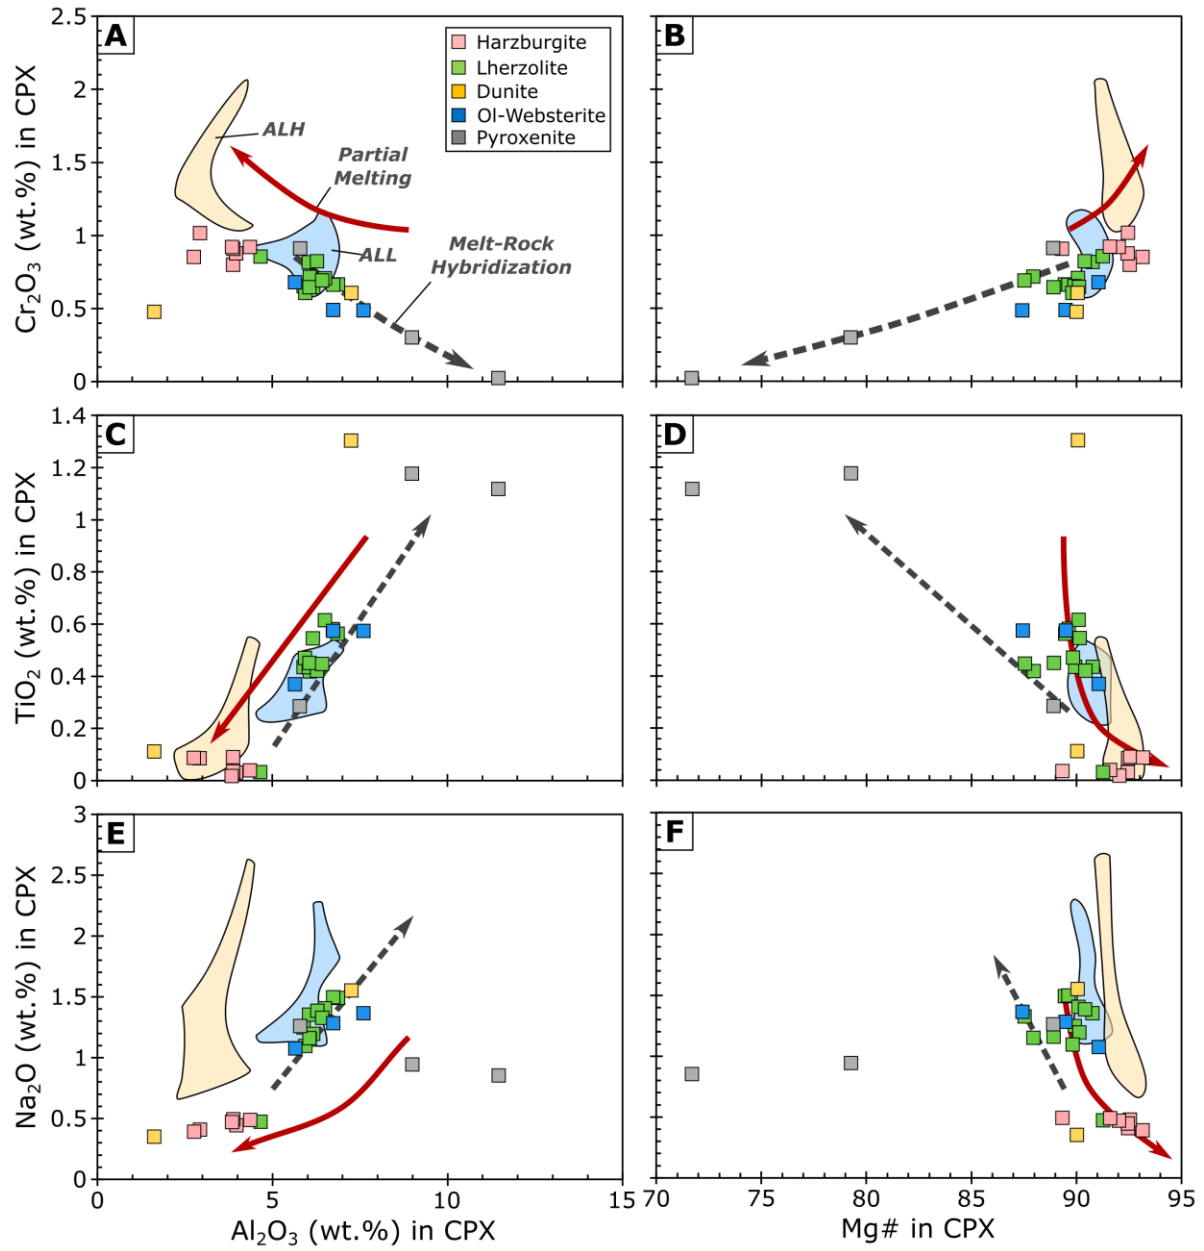 A
B
2.5
2
1.5
1
0.5
0
Cr₂O₃ (wt.%) in CPX
Harzburgite
Lherzolite
Dunite
Ol-Websterite
Pyroxenite
ALH
Partial
Melting
ALL
Melt-Rock
Hybridization
C
D
1.4
1.2
1
0.8
0.6
0.4
0.2
0
TiO₂ (wt.%) in CPX
E
F
3
2.5
2
1.5
1
0.5
0
Na₂O (wt.%) in CPX
0 5 10 15
Al₂O₃ (wt.%) in CPX
70 75 80 85 90 95
Mg# in CPX